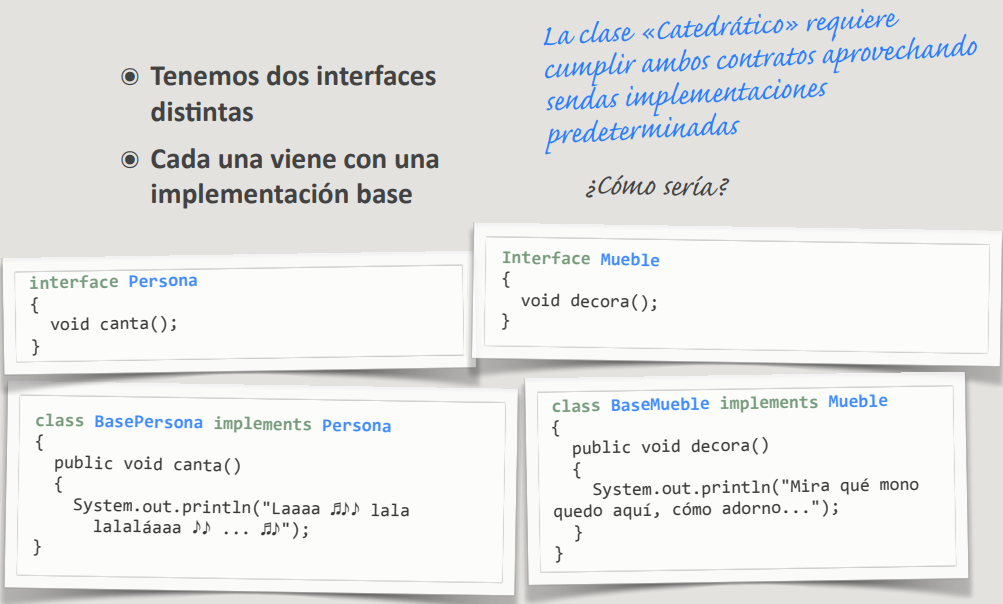 ◉ Tenemos dos interfaces
distintas
◉ Cada una viene con una
implementación base
La clase «Catedrático» requiere
cumplir ambos contratos aprovechando
sendas implementaciones
predeterminadas
¿Cómo sería?
interface Persona
{
void canta();
}
Interface Mueble
{
void decora();
}
class BasePersona implements Persona
{
public void canta()
{
System.out.println("Laaaa ♬♪♪ lala
lalaláaaa ♪♪ ... ♬♪");
}
class BaseMueble implements Mueble
{
public void decora()
{
System.out.println("Mira qué mono
quedo aquí, cómo adorno...");
}
}